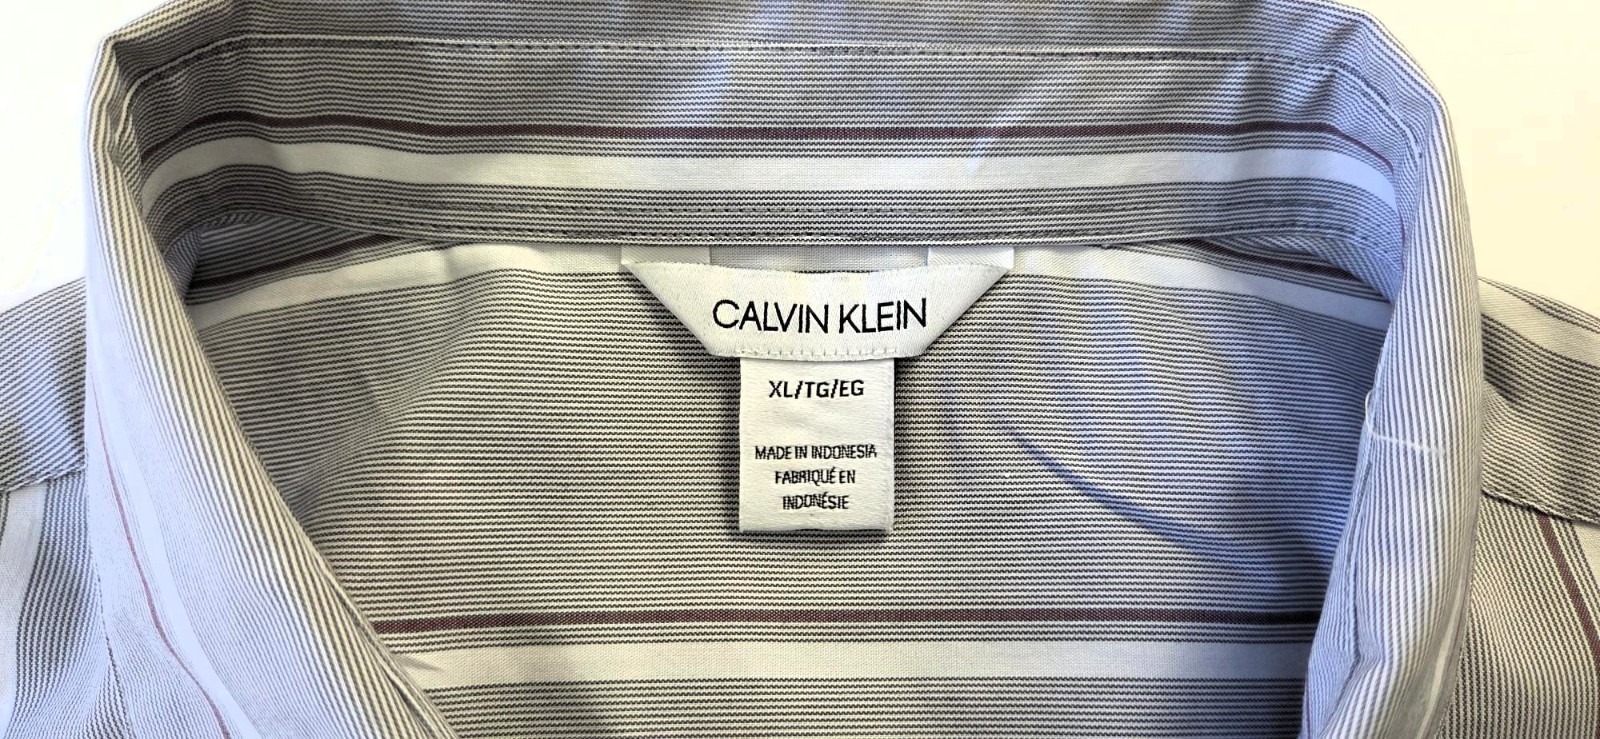 CALVIN KLEIN
XL/TG/EG
MADE IN INDONESIA
FABRIQUÉ EN
INDONÉSIE